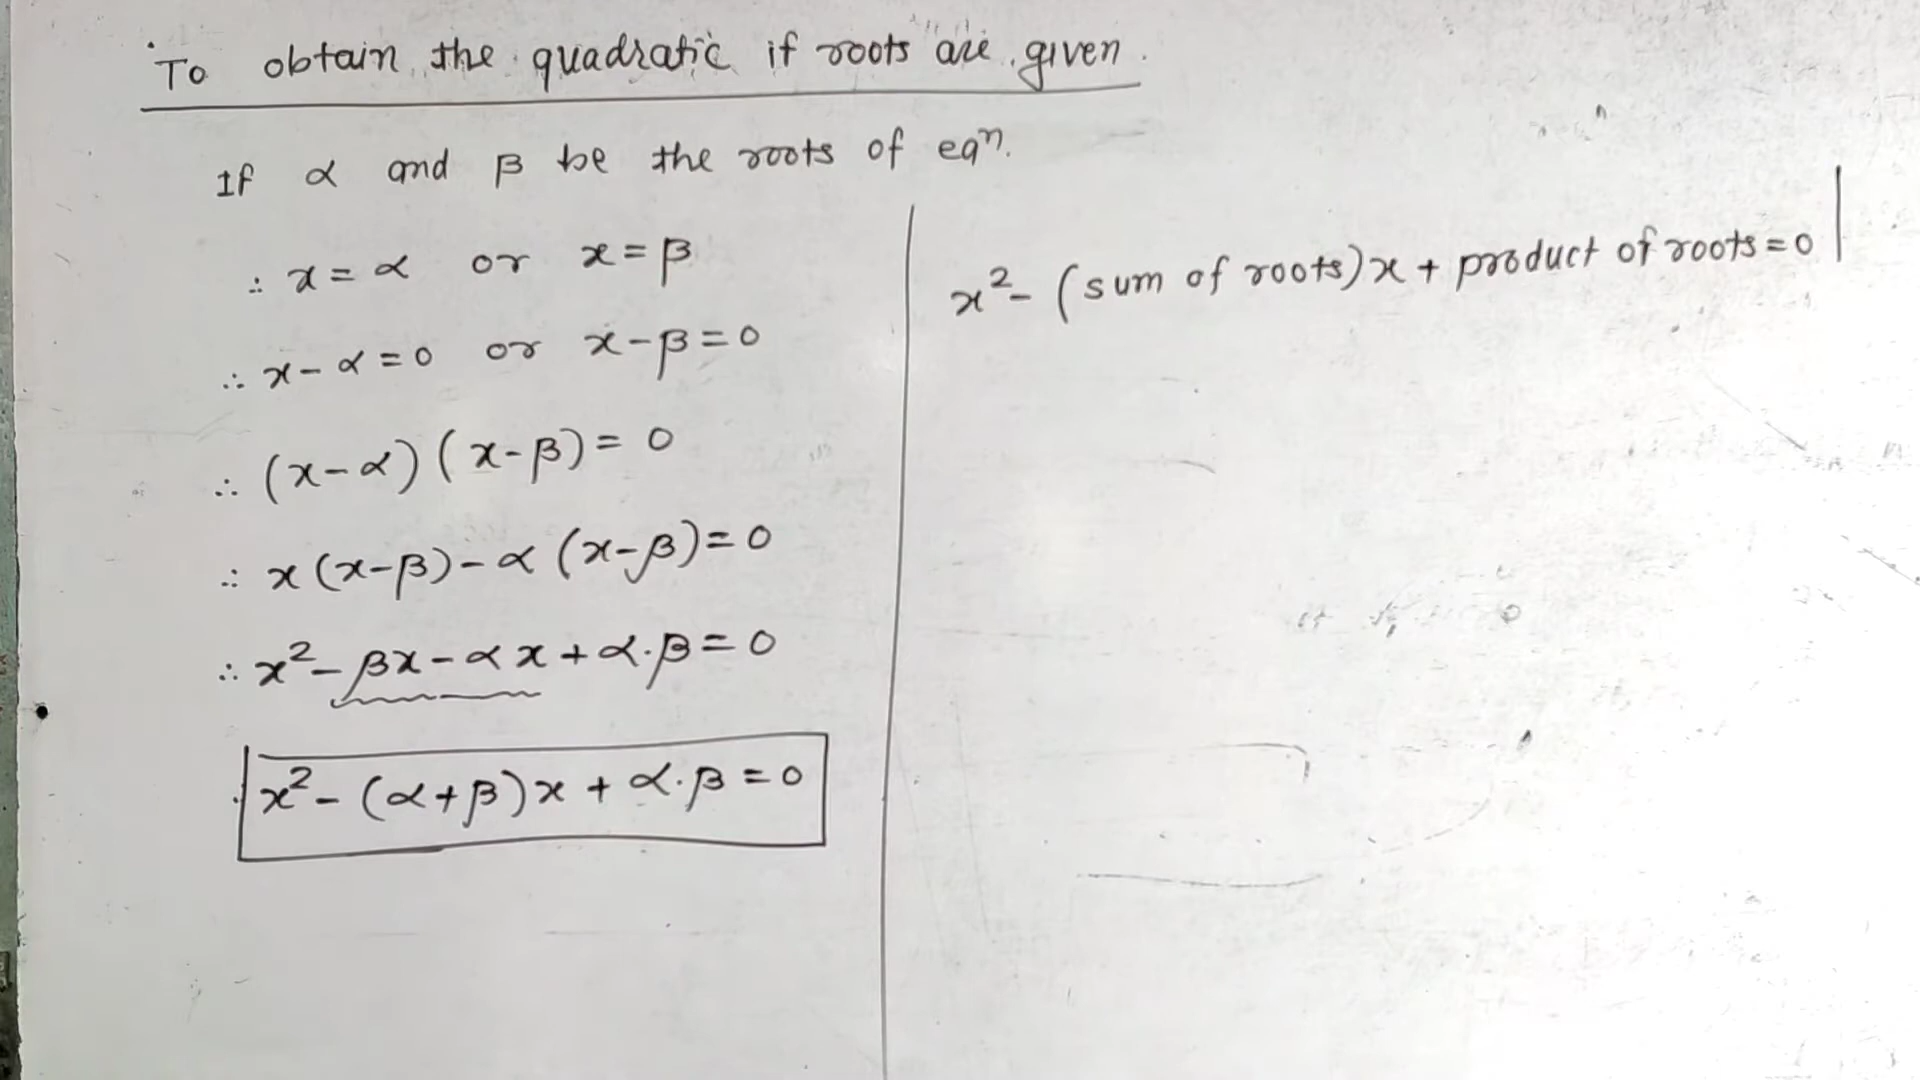 To obtain the quadratic if roots are given.
If α and β be the roots of eqⁿ.
∴ x = α or x = β
∴ x - α = 0 or x - β = 0
∴ (x - α) (x - β) = 0
∴ x (x - β) - α (x - β) = 0
∴ x² - βx - αx + α.β = 0
x² - (α + β)x + α.β = 0
x² - (sum of roots)x + product of roots = 0